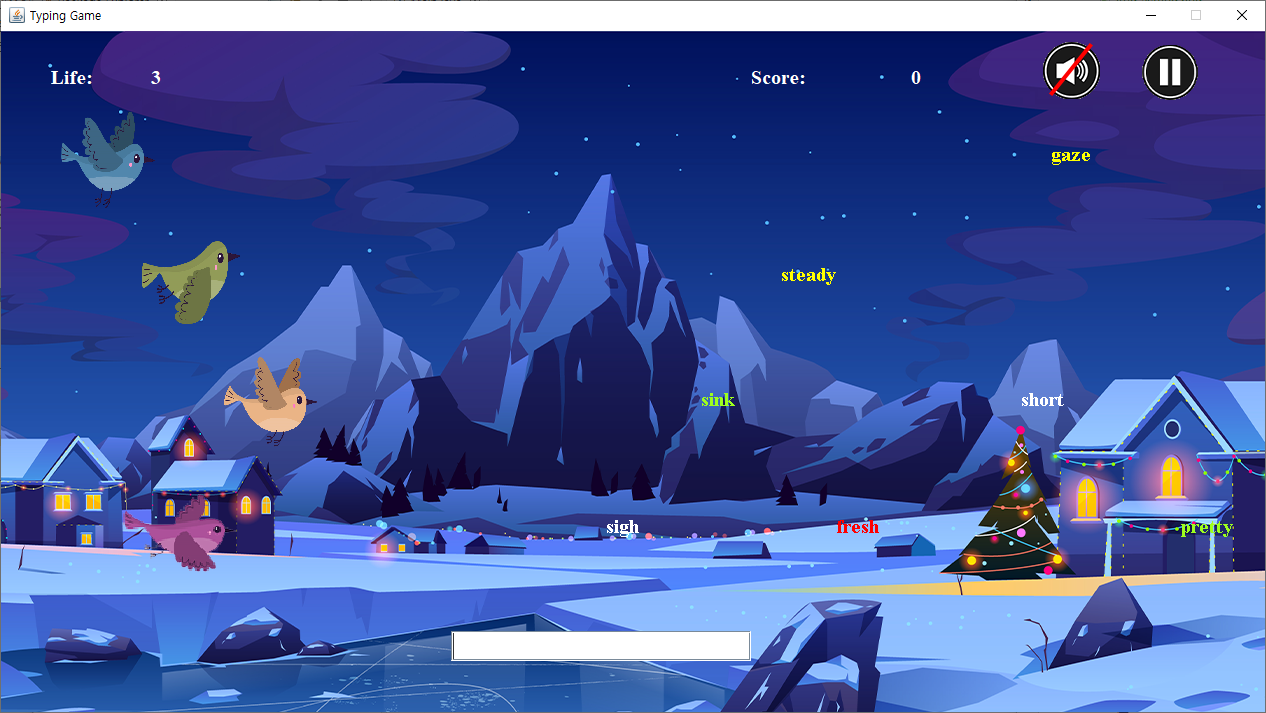 Typing Game
Life: 3 Score: 0
gaze
steady
sink short
sigh fresh pretty